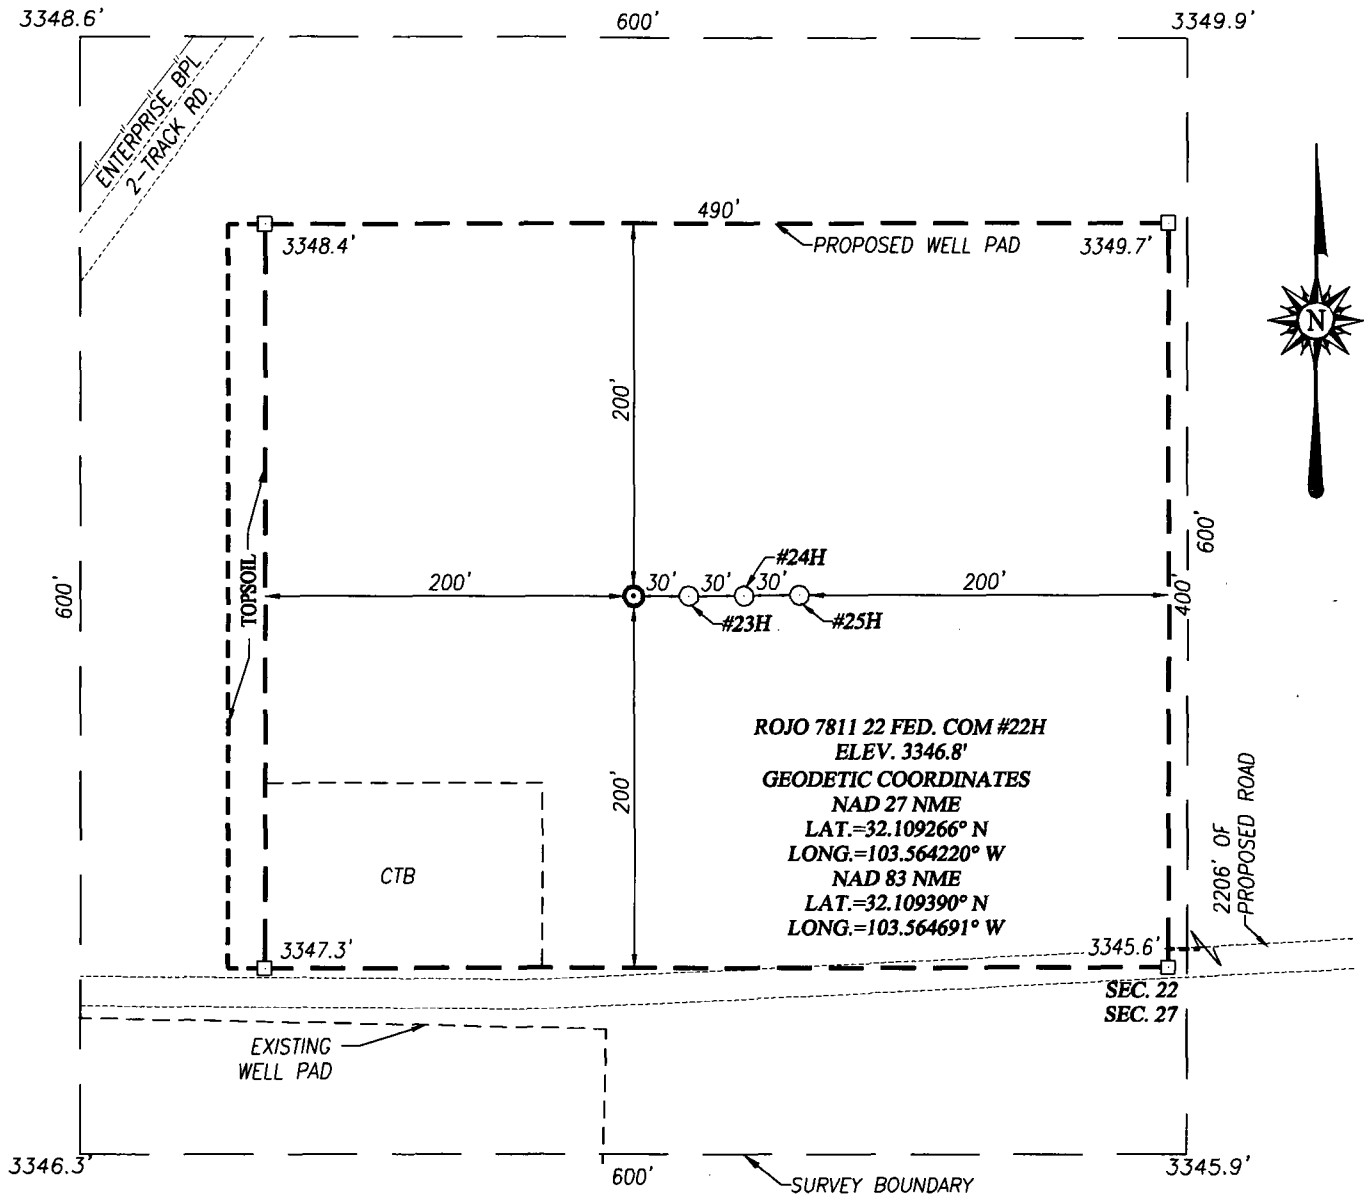 3348.6'
600'
3349.9'
ENTERPRISE BPL
2-TRACK RD.
490'
3348.4'
PROPOSED WELL PAD
3349.7'
N
200'
600'
600'
400'
TOPSOIL
200'
30'
30'
30'
#24H
200'
#23H
#25H
ROJO 7811 22 FED. COM #22H
ELEV. 3346.8'
GEODETIC COORDINATES
NAD 27 NME
LAT.=32.109266° N
LONG.=103.564220° W
NAD 83 NME
LAT.=32.109390° N
LONG.=103.564691° W
200'
CTB
2206' OF
PROPOSED ROAD
3347.3'
3345.6'
SEC. 22
SEC. 27
EXISTING
WELL PAD
3346.3'
600'
SURVEY BOUNDARY
3345.9'